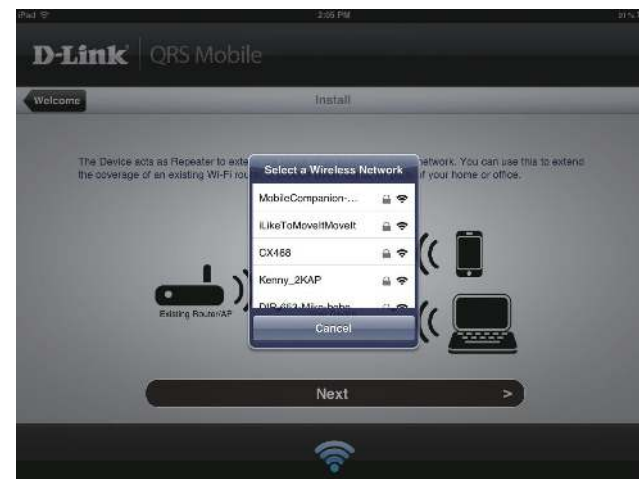 iPad
2:05 PM
D-Link
QRS Mobile
Welcome
Install
The Device acts as Repeater to exte
etwork. You can use this to extend
the coverage of an existing Wi-Fi rou
of your home or office.
Select a Wireless Network
MobileCompanion-...
iLikeToMoveItMoveIt
CX468
Kenny_2KAP
Cancel
Existing Router/AP
Next >